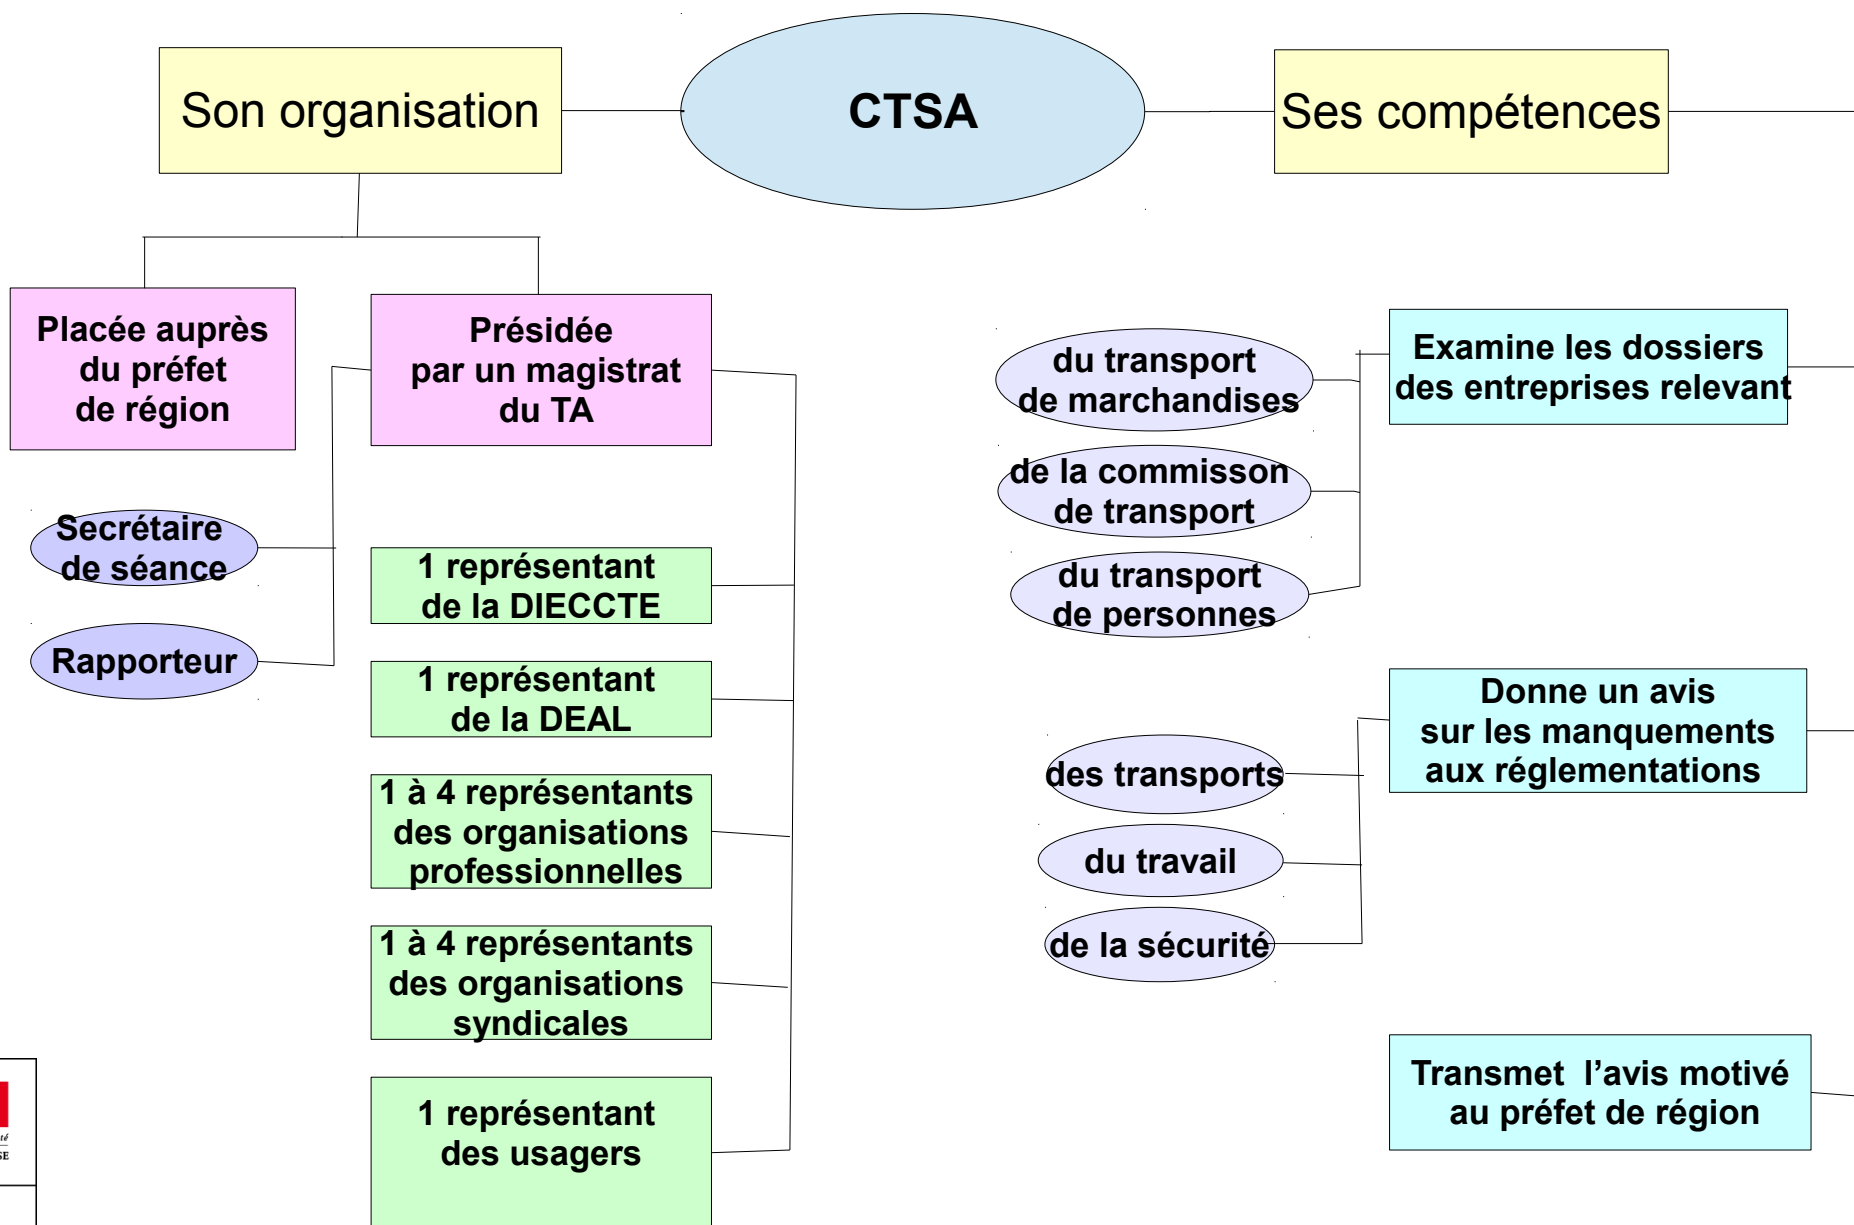 Son organisation
CTSA
Ses compétences
Placée auprès
du préfet
de région
Présidée
par un magistrat
du TA
Secrétaire
de séance
Rapporteur
1 représentant
de la DIECCTE
1 représentant
de la DEAL
1 à 4 représentants
des organisations
professionnelles
1 à 4 représentants
des organisations
syndicales
1 représentant
des usagers
Examine les dossiers
des entreprises relevant
du transport
de marchandises
de la commisson
de transport
du transport
de personnes
Donne un avis
sur les manquements
aux réglementations
des transports
du travail
de la sécurité
Transmet l'avis motivé
au préfet de région